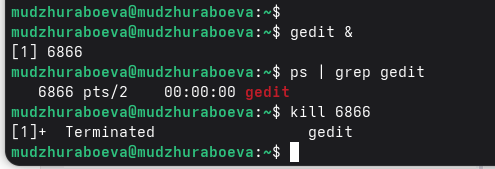 mudzhuraboeva@mudzhuraboeva:~$
mudzhuraboeva@mudzhuraboeva:~$ gedit &
[1] 6866
mudzhuraboeva@mudzhuraboeva:~$ ps | grep gedit
   6866 pts/2    00:00:00 gedit
mudzhuraboeva@mudzhuraboeva:~$ kill 6866
[1]+  Terminated              gedit
mudzhuraboeva@mudzhuraboeva:~$